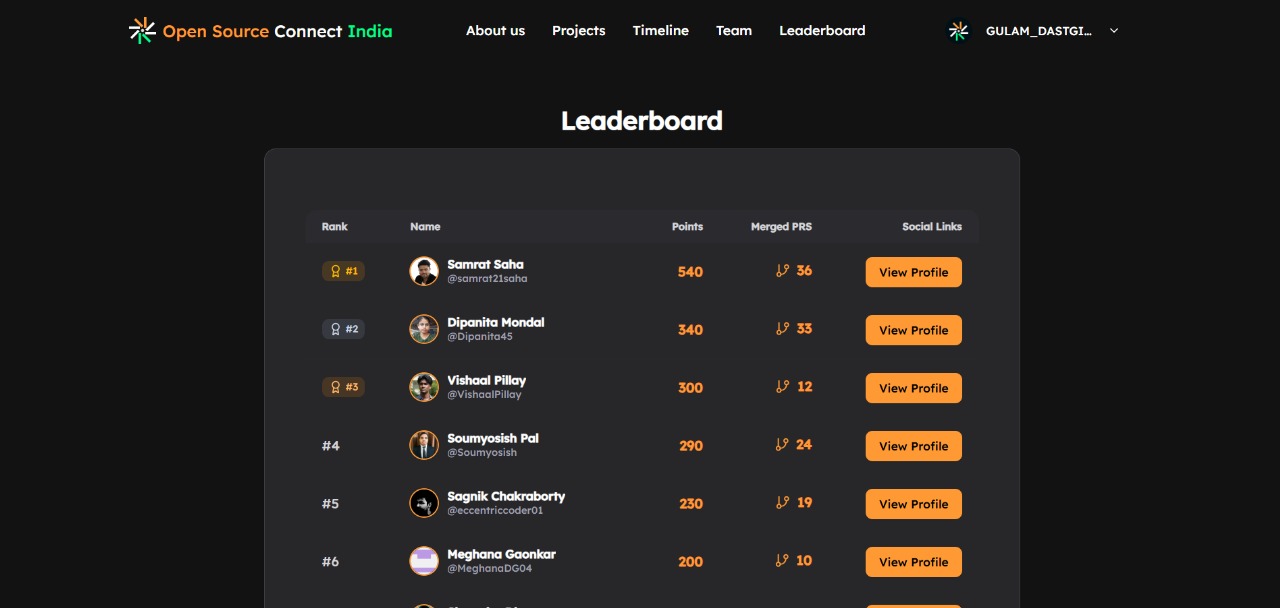 Open Source Connect India
About us Projects Timeline Team Leaderboard
GULAM_DASTGI...
Leaderboard
Rank Name Points Merged PRS Social Links
#1 Samrat Saha 540 36 View Profile
@samrat21saha
#2 Dipanita Mondal 340 33 View Profile
@Dipanita45
#3 Vishaal Pillay 300 12 View Profile
@VishaalPillay
#4 Soumyosish Pal 290 24 View Profile
@Soumyosish
#5 Sagnik Chakraborty 230 19 View Profile
@eccentriccoder01
#6 Meghana Gaonkar 200 10 View Profile
@MeghanaDG04